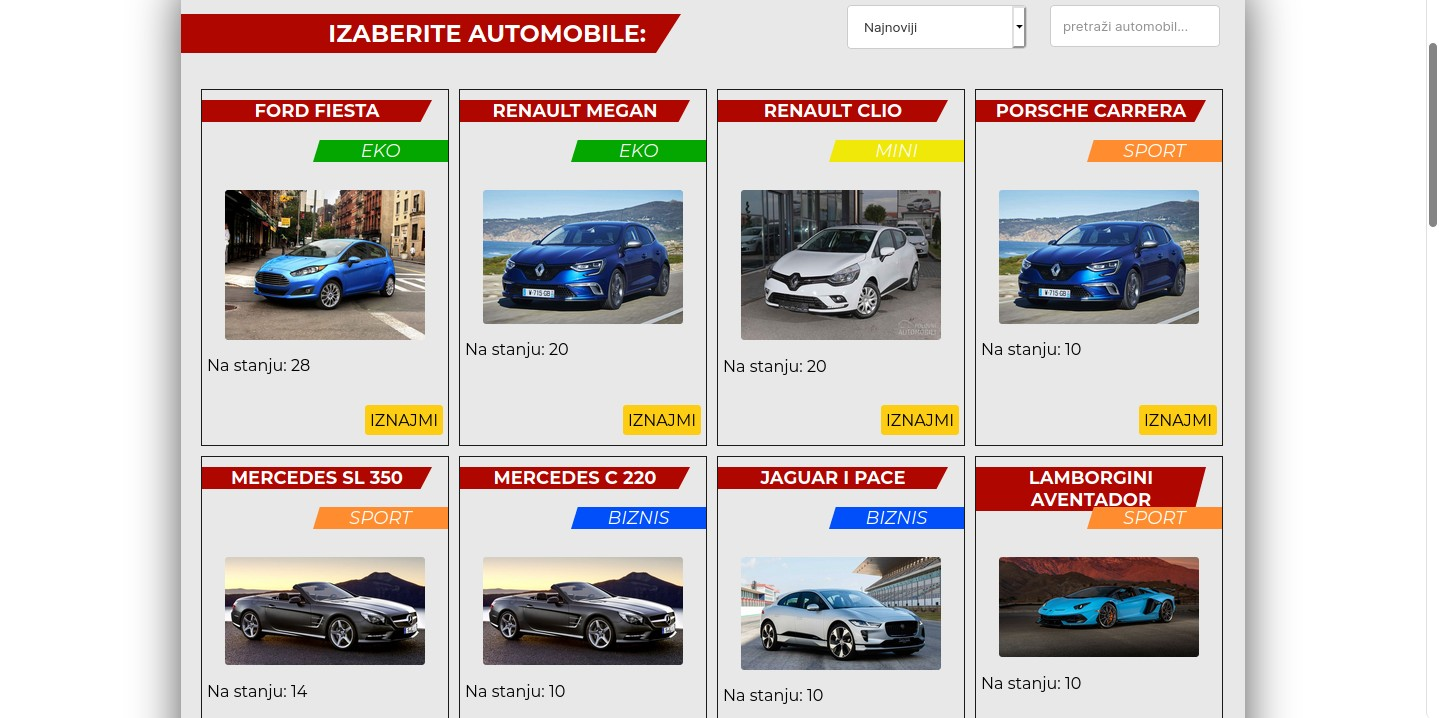 IZABERITE AUTOMOBILE:
Najnoviji
pretraži automobil...
FORD FIESTA
RENAULT MEGAN
RENAULT CLIO
PORSCHE CARRERA
EKO
EKO
MINI
SPORT
Na stanju: 28
Na stanju: 20
Na stanju: 20
Na stanju: 10
IZNAJMI
IZNAJMI
IZNAJMI
IZNAJMI
MERCEDES SL 350
MERCEDES C 220
JAGUAR I PACE
LAMBORGINI
AVENTADOR
SPORT
BIZNIS
BIZNIS
SPORT
Na stanju: 14
Na stanju: 10
Na stanju: 10
Na stanju: 10